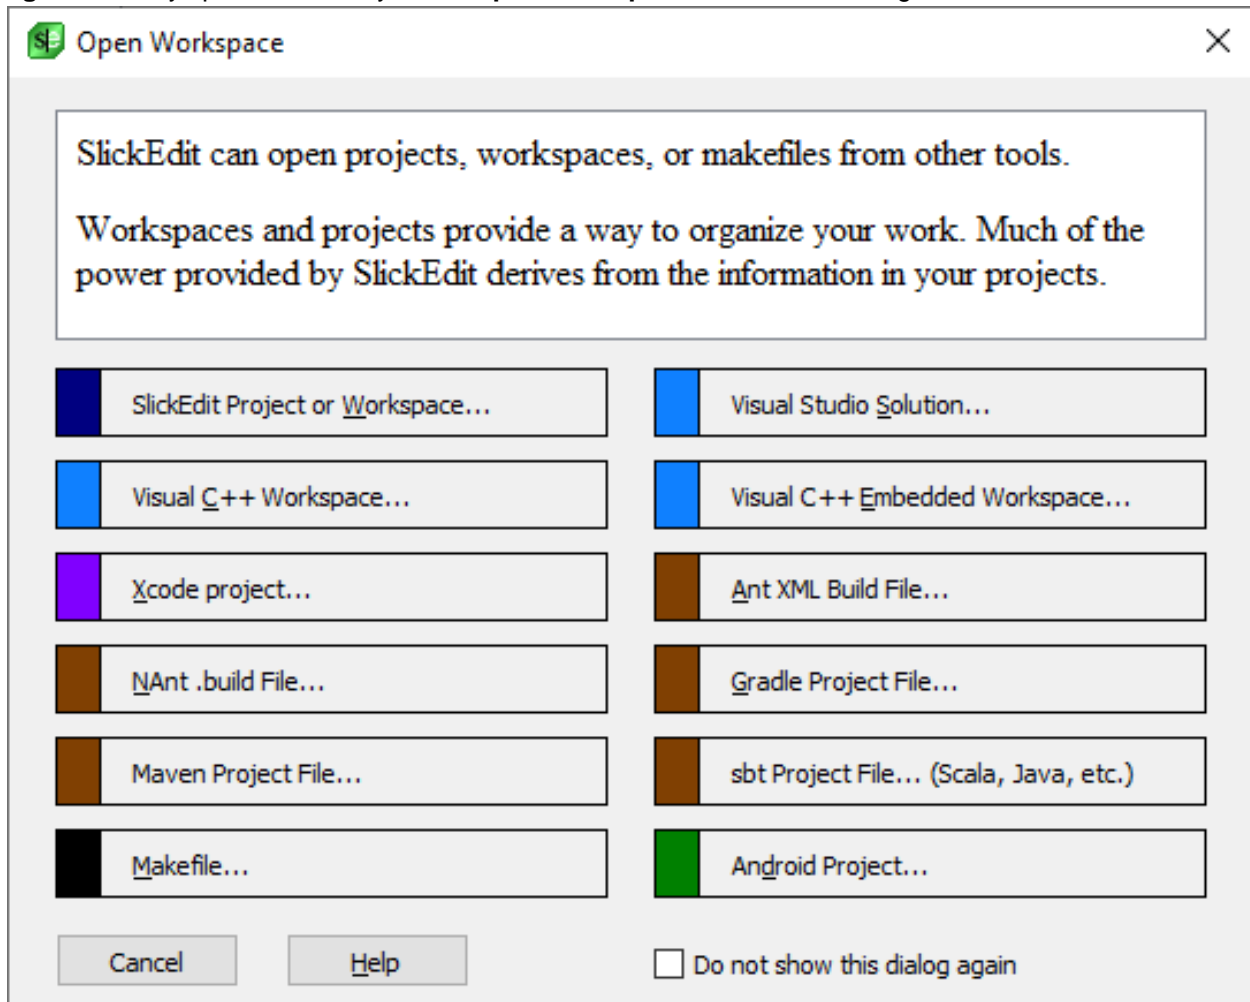 Open Workspace
SlickEdit can open projects, workspaces, or makefiles from other tools.
Workspaces and projects provide a way to organize your work. Much of the
power provided by SlickEdit derives from the information in your projects.
SlickEdit Project or Workspace...
Visual Studio Solution...
Visual C++ Workspace...
Visual C++ Embedded Workspace...
Xcode project...
Ant XML Build File...
NAnt .build File...
Gradle Project File...
Maven Project File...
sbt Project File... (Scala, Java, etc.)
Makefile...
Android Project...
Cancel
Help
Do not show this dialog again